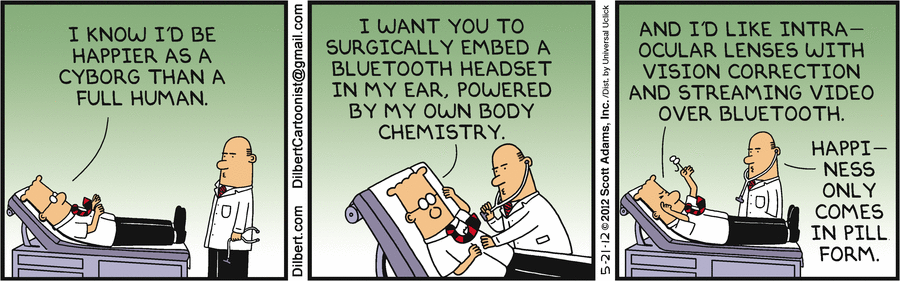 I KNOW I'D BE
HAPPIER AS A
CYBORG THAN A
FULL HUMAN.
Dilbert.com DilbertCartoonist@gmail.com
I WANT YOU TO
SURGICALLY EMBED A
BLUETOOTH HEADSET
IN MY EAR, POWERED
BY MY OWN BODY
CHEMISTRY.
5-21-12 © 2012 Scott Adams, Inc. /Dist. by Universal Uclick
AND I'D LIKE INTRA–
OCULAR LENSES WITH
VISION CORRECTION
AND STREAMING VIDEO
OVER BLUETOOTH.
HAPPI–
NESS
ONLY
COMES
IN PILL
FORM.